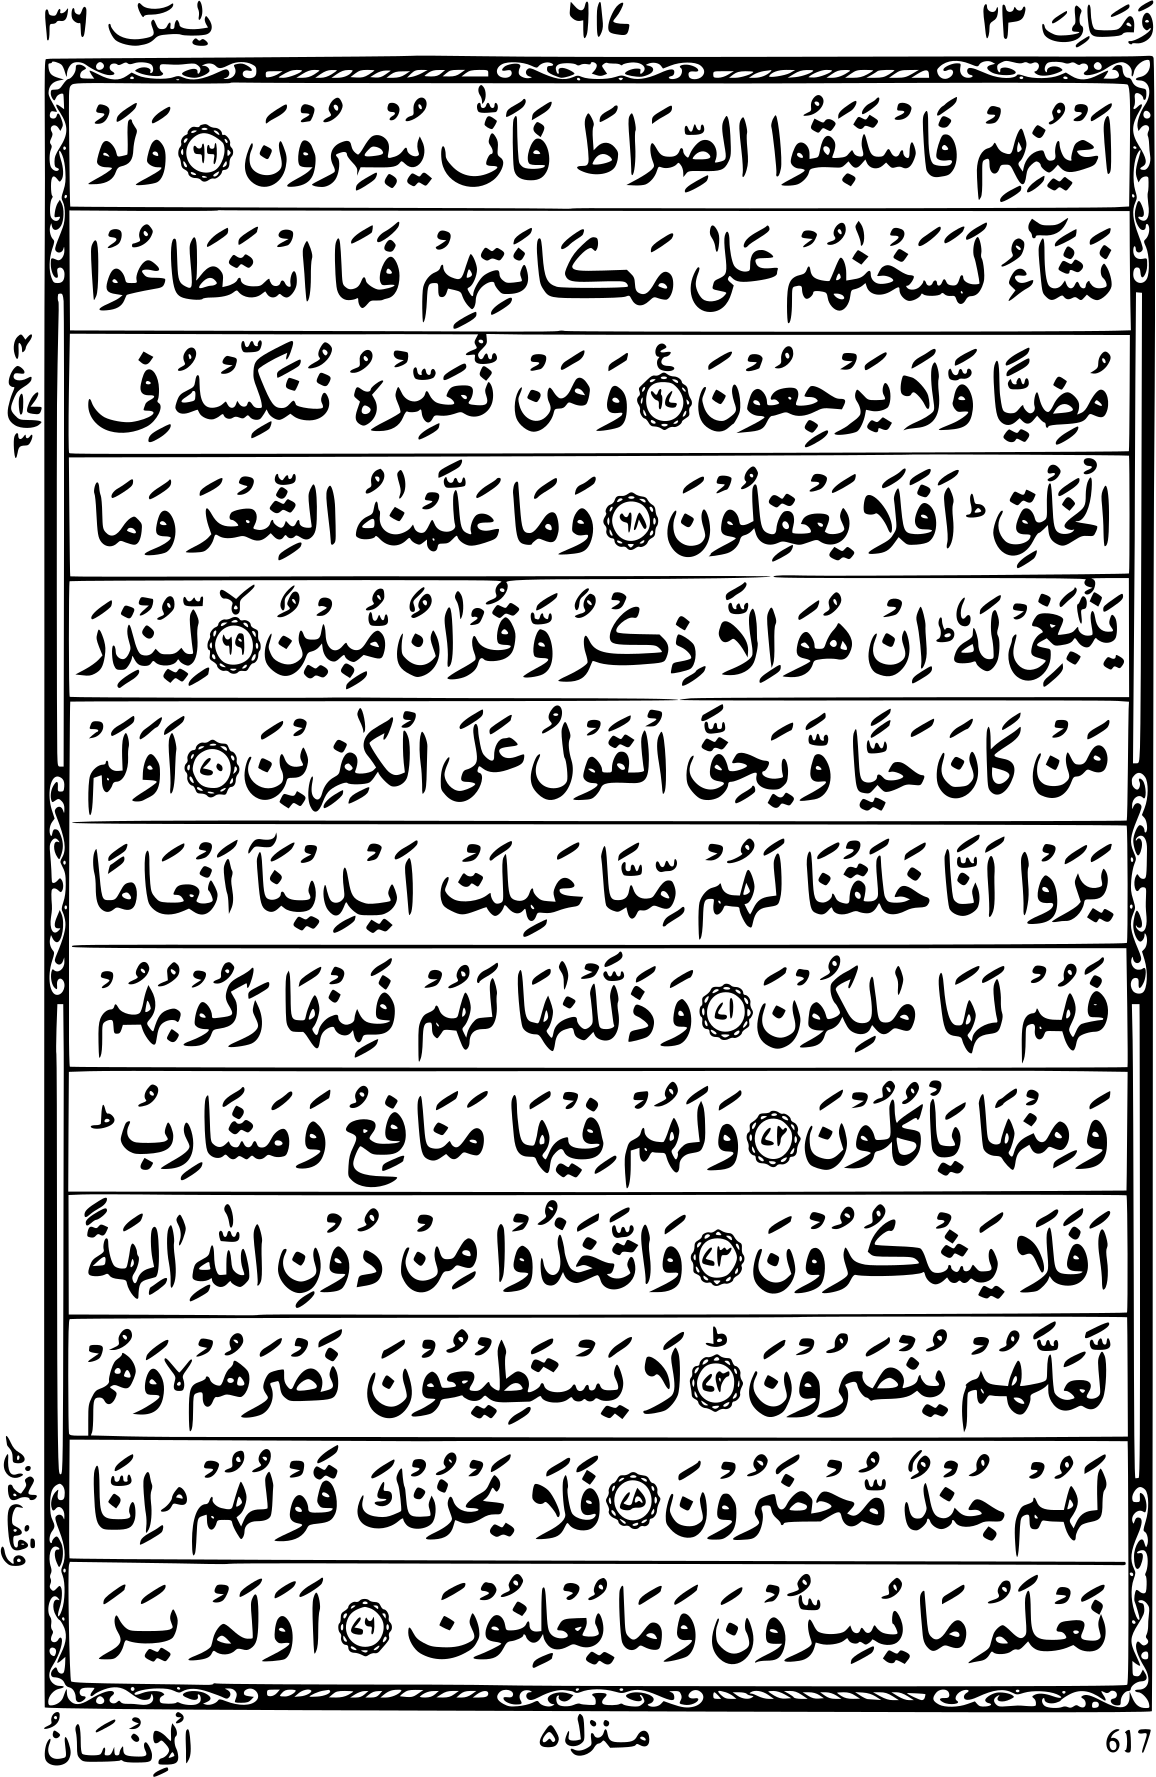 وَمَالِیَ ٢٣
٦١٧
یٰسٓ ٣٦
اَعْيُنِهِمْ فَاسْتَبَقُوا الصِّرَاطَ فَاَنّٰى يُبْصِرُوْنَ ﴿٦٦﴾ وَلَوْ
نَشَآءُ لَمَسَخْنٰهُمْ عَلٰى مَكَانَتِهِمْ فَمَا اسْتَطَاعُوْا
مُضِيًّا وَّلَا يَرْجِعُوْنَ ﴿٦٧﴾ۧ وَمَنْ نُّعَمِّرْهُ نُنَكِّسْهُ فِى
الْخَلْقِ ؕ اَفَلَا يَعْقِلُوْنَ ﴿٦٨﴾ وَمَا عَلَّمْنٰهُ الشِّعْرَ وَمَا
يَنْۢبَغِىْ لَهٗ ؕ اِنْ هُوَ اِلَّا ذِكْرٌ وَّقُرْاٰنٌ مُّبِيْنٌ ﴿٦٩﴾ۙ لِّيُنْذِرَ
مَنْ كَانَ حَيًّا وَّيَحِقَّ الْقَوْلُ عَلَى الْكٰفِرِيْنَ ﴿٧٠﴾ اَوَلَمْ
يَرَوْا اَنَّا خَلَقْنَا لَهُمْ مِّمَّا عَمِلَتْ اَيْدِيْنَاۤ اَنْعَامًا
فَهُمْ لَهَا مٰلِكُوْنَ ﴿٧١﴾ وَذَلَّلْنٰهَا لَهُمْ فَمِنْهَا رَكُوْبُهُمْ
وَمِنْهَا يَاْكُلُوْنَ ﴿٧٢﴾ وَلَهُمْ فِيْهَا مَنَافِعُ وَمَشَارِبُ ؕ
اَفَلَا يَشْكُرُوْنَ ﴿٧٣﴾ وَاتَّخَذُوْا مِنْ دُوْنِ اللّٰهِ اٰلِهَةً
لَّعَلَّهُمْ يُنْصَرُوْنَ ﴿٧٤﴾ؕ لَا يَسْتَطِيْعُوْنَ نَصْرَهُمْ ۙ وَهُمْ
لَهُمْ جُنْدٌ مُّحْضَرُوْنَ ﴿٧٥﴾ فَلَا يَحْزُنْكَ قَوْلُهُمْ ۘ اِنَّا
نَعْلَمُ مَا يُسِرُّوْنَ وَمَا يُعْلِنُوْنَ ﴿٧٦﴾ اَوَلَمْ يَرَ
٤
ع
١٧
٣
وقف لازم
617
منزل ٥
الْاِنْسَانُ